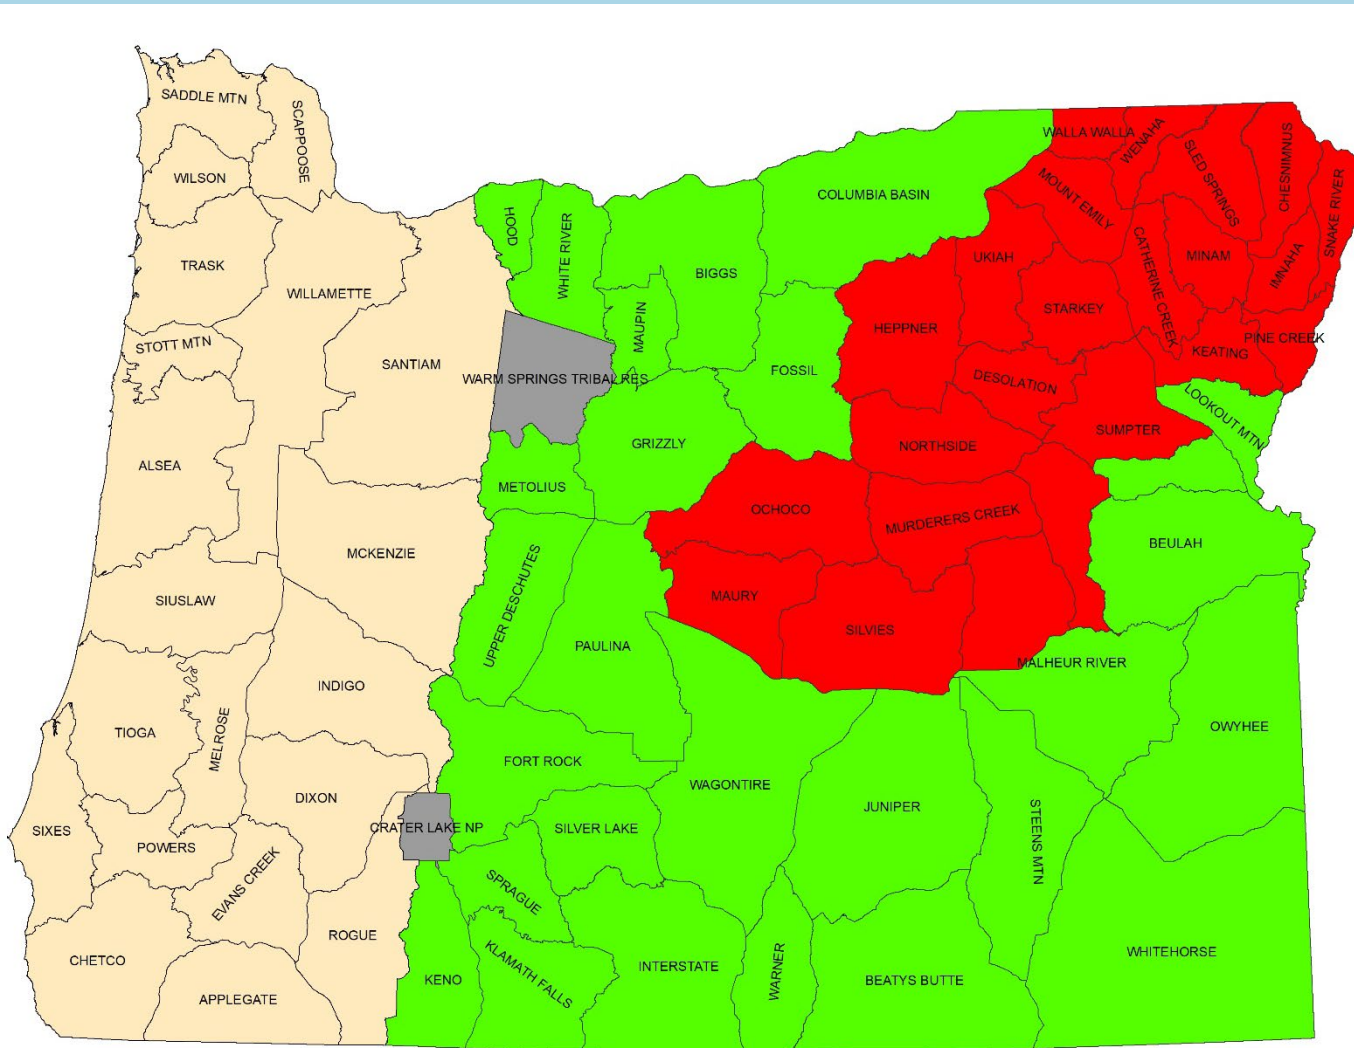 SADDLE MTN
SCAPPOOSE
WILSON
TRASK
WILLAMETTE
STOTT MTN
SANTIAM
ALSEA
MCKENZIE
SIUSLAW
INDIGO
TIOGA
MELROSE
DIXON
SIXES
POWERS
EVANS CREEK
ROGUE
CHETCO
APPLEGATE
HOOD
WHITE RIVER
BIGGS
MAUPIN
COLUMBIA BASIN
WARM SPRINGS TRIBAL RES
FOSSIL
GRIZZLY
METOLIUS
UPPER DESCHUTES
PAULINA
FORT ROCK
CRATER LAKE NP
SILVER LAKE
SPRAGUE
KENO
KLAMATH FALLS
INTERSTATE
WARNER
WAGONTIRE
JUNIPER
BEATYS BUTTE
STEENS MTN
MALHEUR RIVER
OWYHEE
WHITEHORSE
BEULAH
LOOKOUT MTN
WALLA WALLA
WENAHA
SLED SPRINGS
CHESNIMNUS
SNAKE RIVER
MOUNT EMILY
CATHERINE CREEK
MINAM
IMNAHA
UKIAH
STARKEY
HEPPNER
KEATING
PINE CREEK
DESOLATION
SUMPTER
NORTHSIDE
OCHOCO
MURDERERS CREEK
MAURY
SILVIES